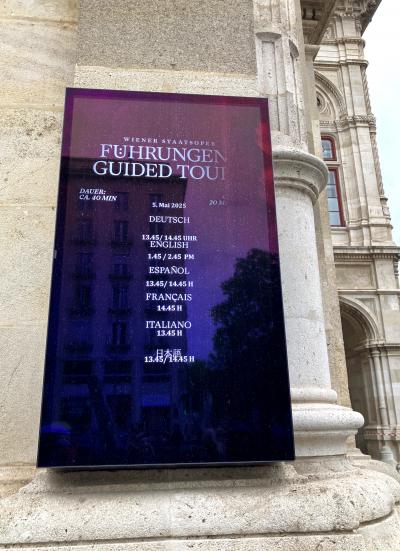 WIENER STAATSOPER
FÜHRUNGEN
GUIDED
DAUER:
CA. 40 MIN
5. Mai 2025
DEUTSCH
13.45/14.45 UHR
ENGLISH
1.45/2.45 PM
ESPAÑOL
13.45/14.45 H
FRANÇAIS
14.45 H
ITALIANO
13.45 H
日本語
13.45/14.45 H